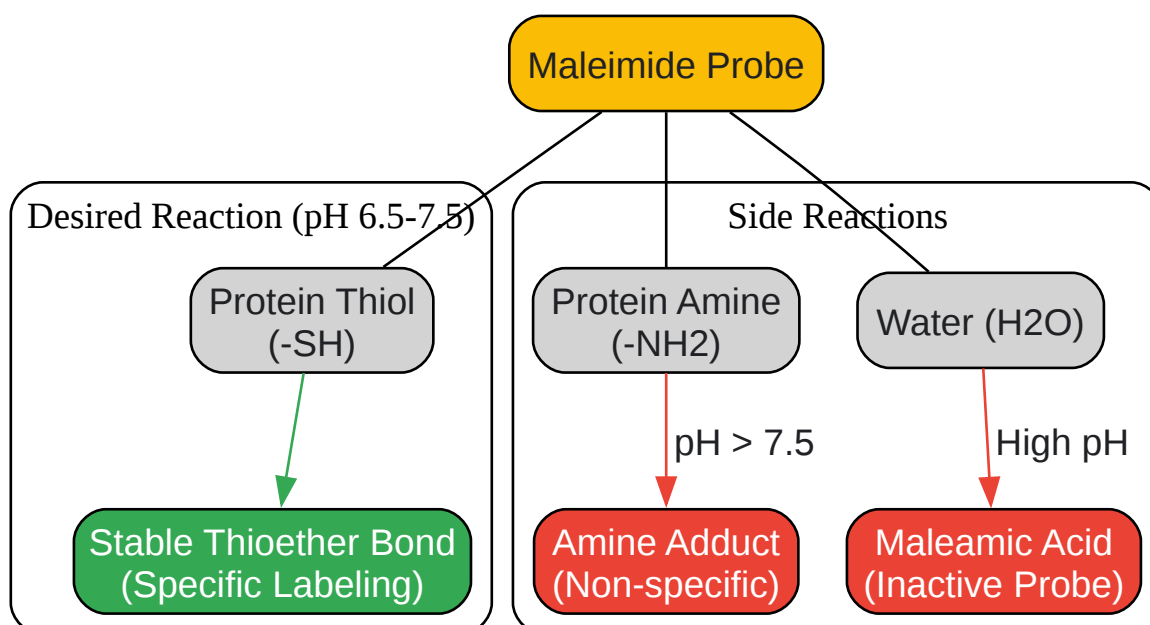 Maleimide Probe
Desired Reaction (pH 6.5-7.5)
Side Reactions
Protein Thiol
(-SH)
Protein Amine
(-NH2)
Water (H2O)
pH > 7.5
High pH
Stable Thioether Bond
(Specific Labeling)
Amine Adduct
(Non-specific)
Maleamic Acid
(Inactive Probe)